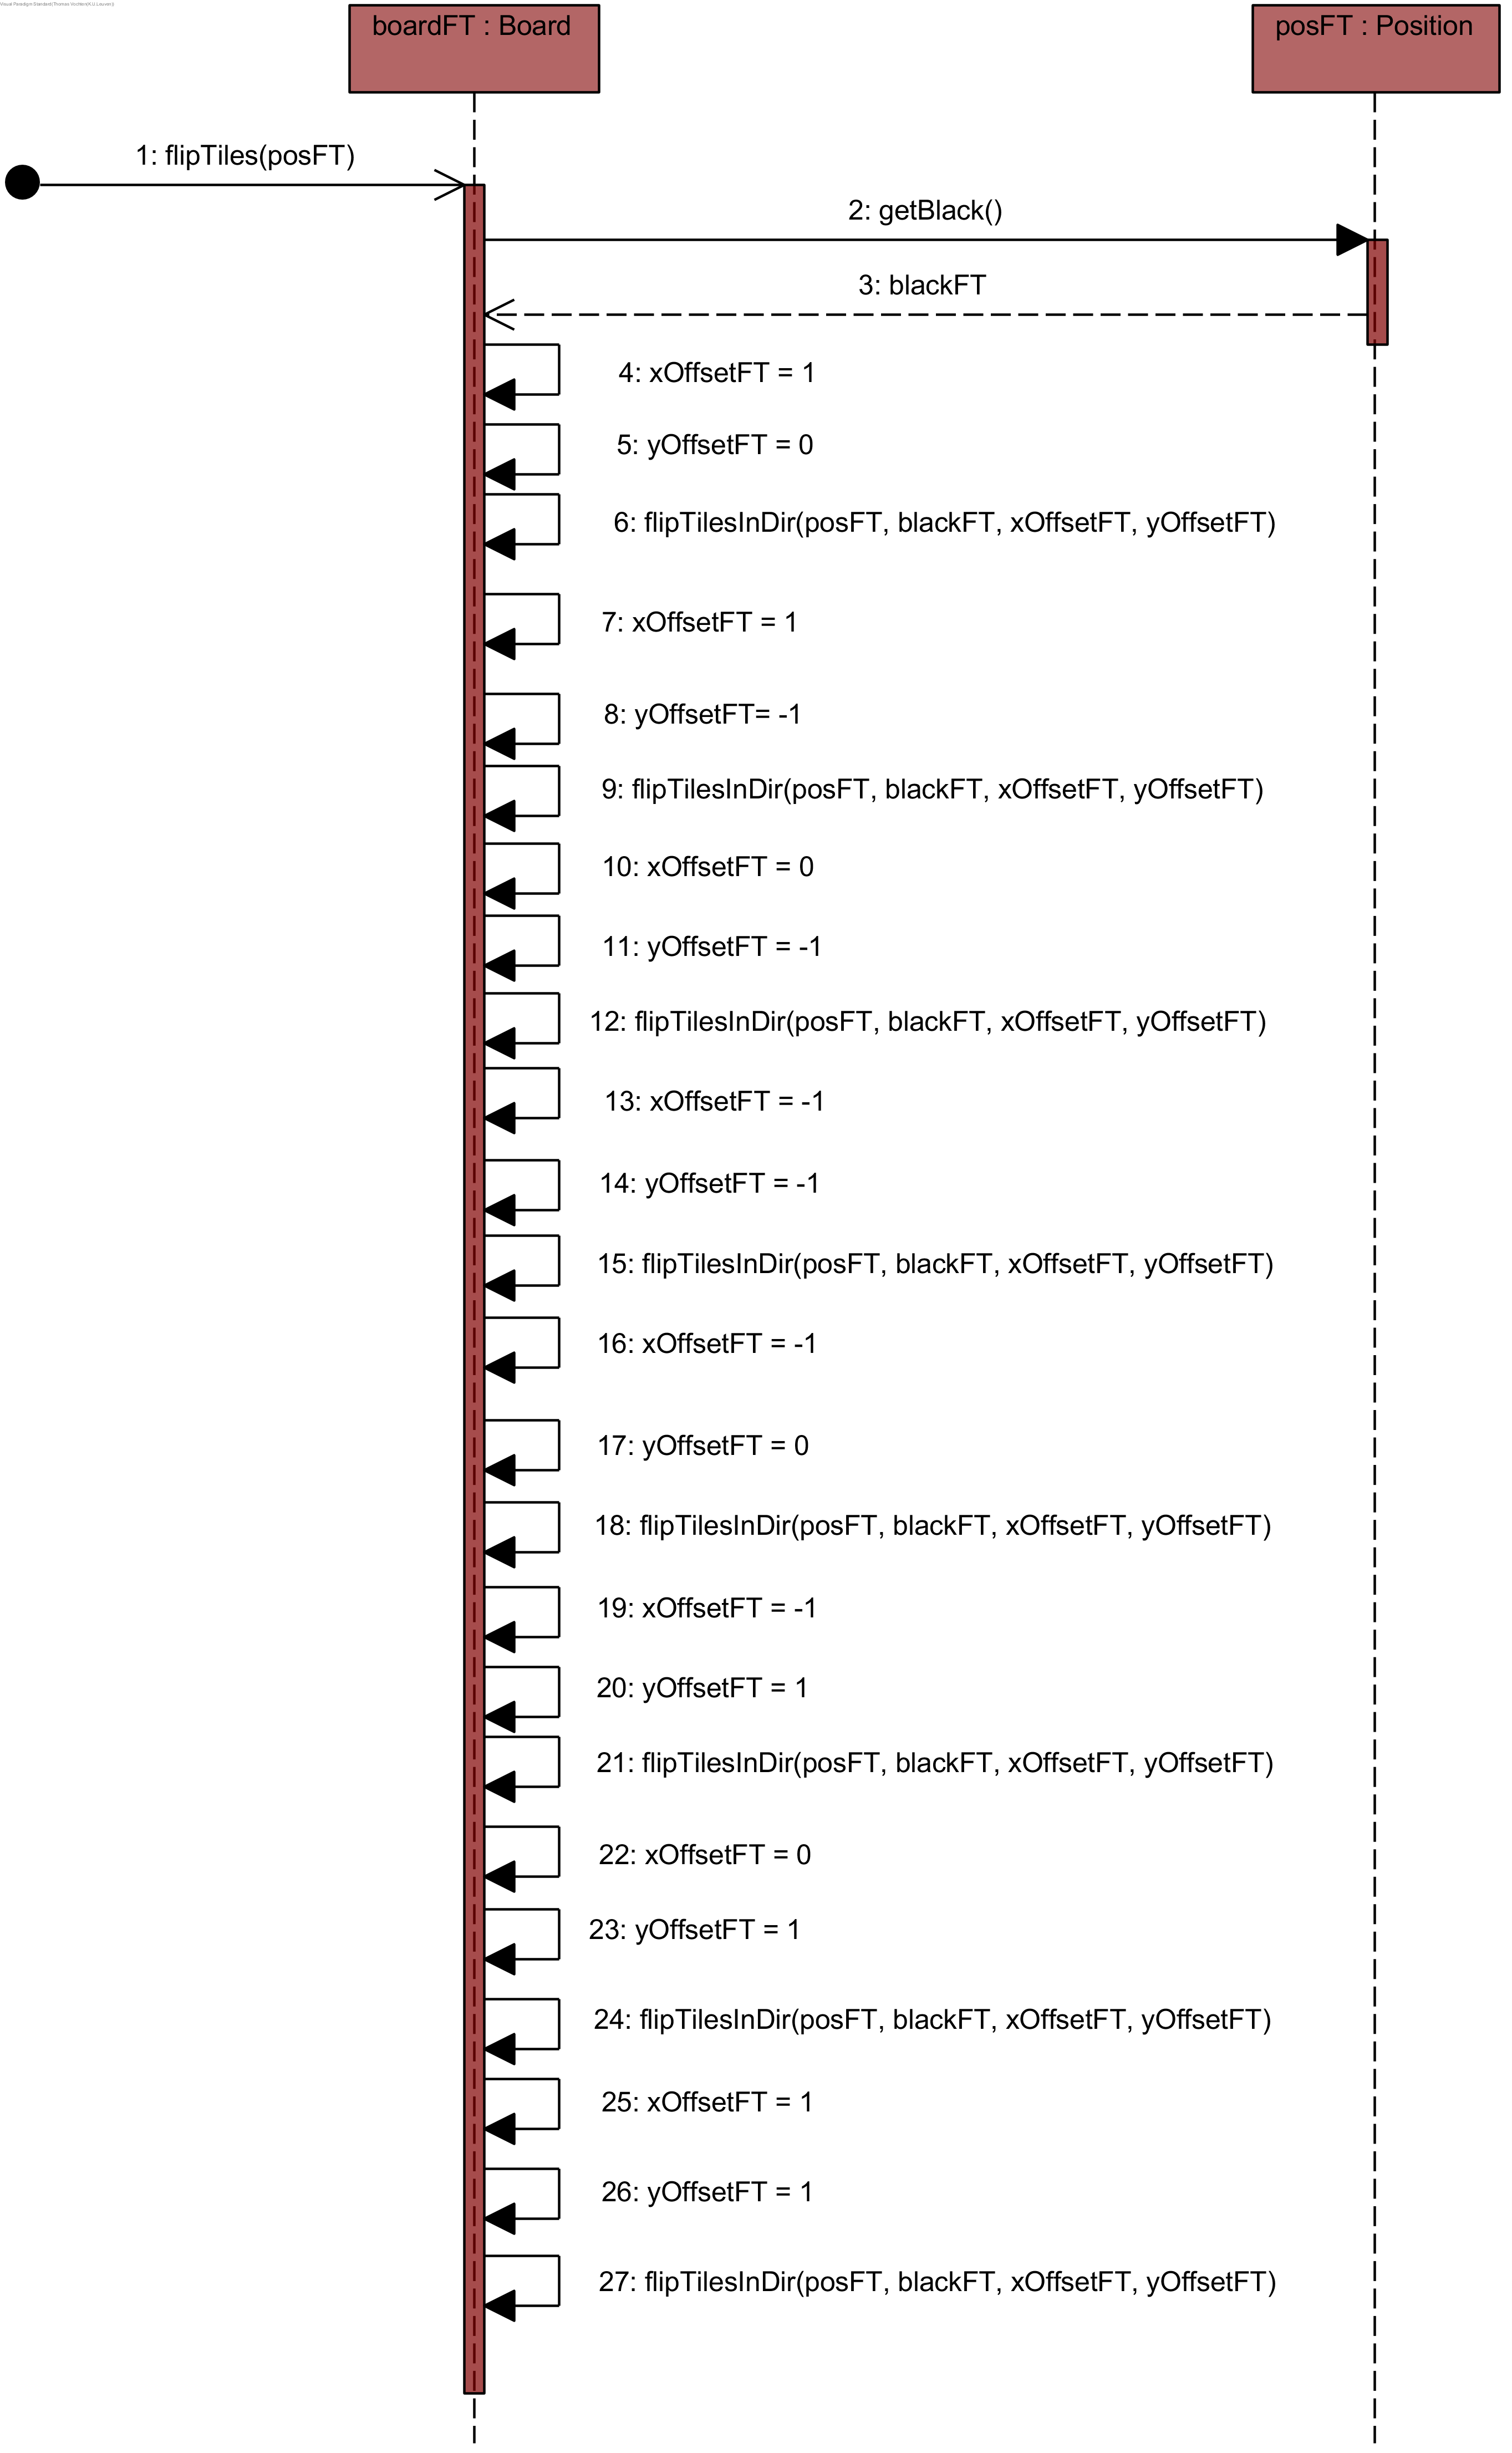 Visual Paradigm Standard(Thomas Vochten(K.U.Leuven))
boardFT : Board
posFT : Position
1: flipTiles(posFT)
2: getBlack()
3: blackFT
4: xOffsetFT = 1
5: yOffsetFT = 0
6: flipTilesInDir(posFT, blackFT, xOffsetFT, yOffsetFT)
7: xOffsetFT = 1
8: yOffsetFT= -1
9: flipTilesInDir(posFT, blackFT, xOffsetFT, yOffsetFT)
10: xOffsetFT = 0
11: yOffsetFT = -1
12: flipTilesInDir(posFT, blackFT, xOffsetFT, yOffsetFT)
13: xOffsetFT = -1
14: yOffsetFT = -1
15: flipTilesInDir(posFT, blackFT, xOffsetFT, yOffsetFT)
16: xOffsetFT = -1
17: yOffsetFT = 0
18: flipTilesInDir(posFT, blackFT, xOffsetFT, yOffsetFT)
19: xOffsetFT = -1
20: yOffsetFT = 1
21: flipTilesInDir(posFT, blackFT, xOffsetFT, yOffsetFT)
22: xOffsetFT = 0
23: yOffsetFT = 1
24: flipTilesInDir(posFT, blackFT, xOffsetFT, yOffsetFT)
25: xOffsetFT = 1
26: yOffsetFT = 1
27: flipTilesInDir(posFT, blackFT, xOffsetFT, yOffsetFT)